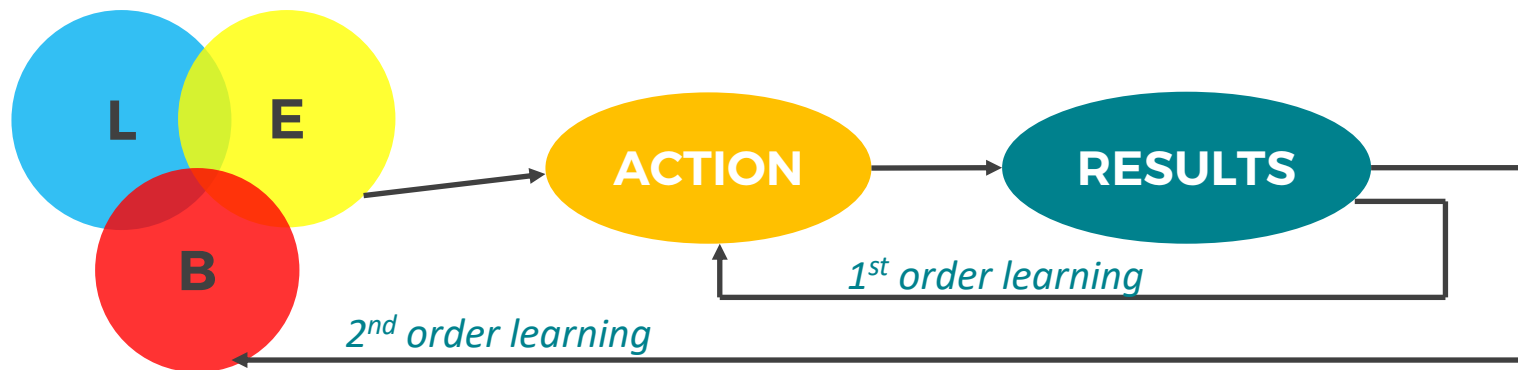 L
E
B
ACTION
RESULTS
1st order learning
2nd order learning